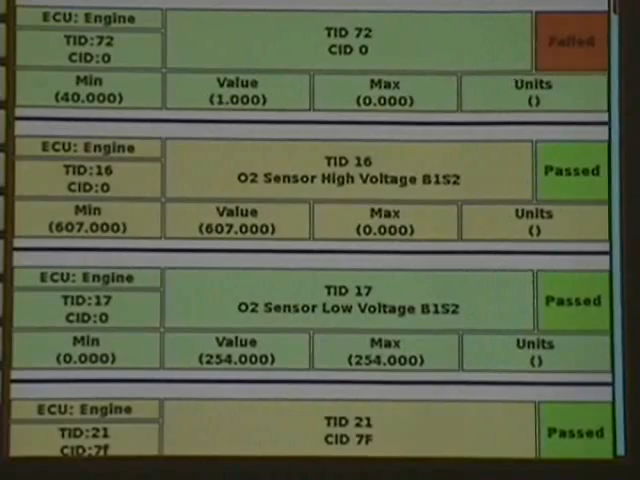 ECU: Engine
TID:72
CID:0
TID 72
CID 0
Failed
Min
(40.000)
Value
(1.000)
Max
(0.000)
Units
()
ECU: Engine
TID:16
CID:0
TID 16
O2 Sensor High Voltage B1S2
Passed
Min
(607.000)
Value
(607.000)
Max
(0.000)
Units
()
ECU: Engine
TID:17
CID:0
TID 17
O2 Sensor Low Voltage B1S2
Passed
Min
(0.000)
Value
(254.000)
Max
(254.000)
Units
()
ECU: Engine
TID:21
CID:7f
TID 21
CID 7F
Passed